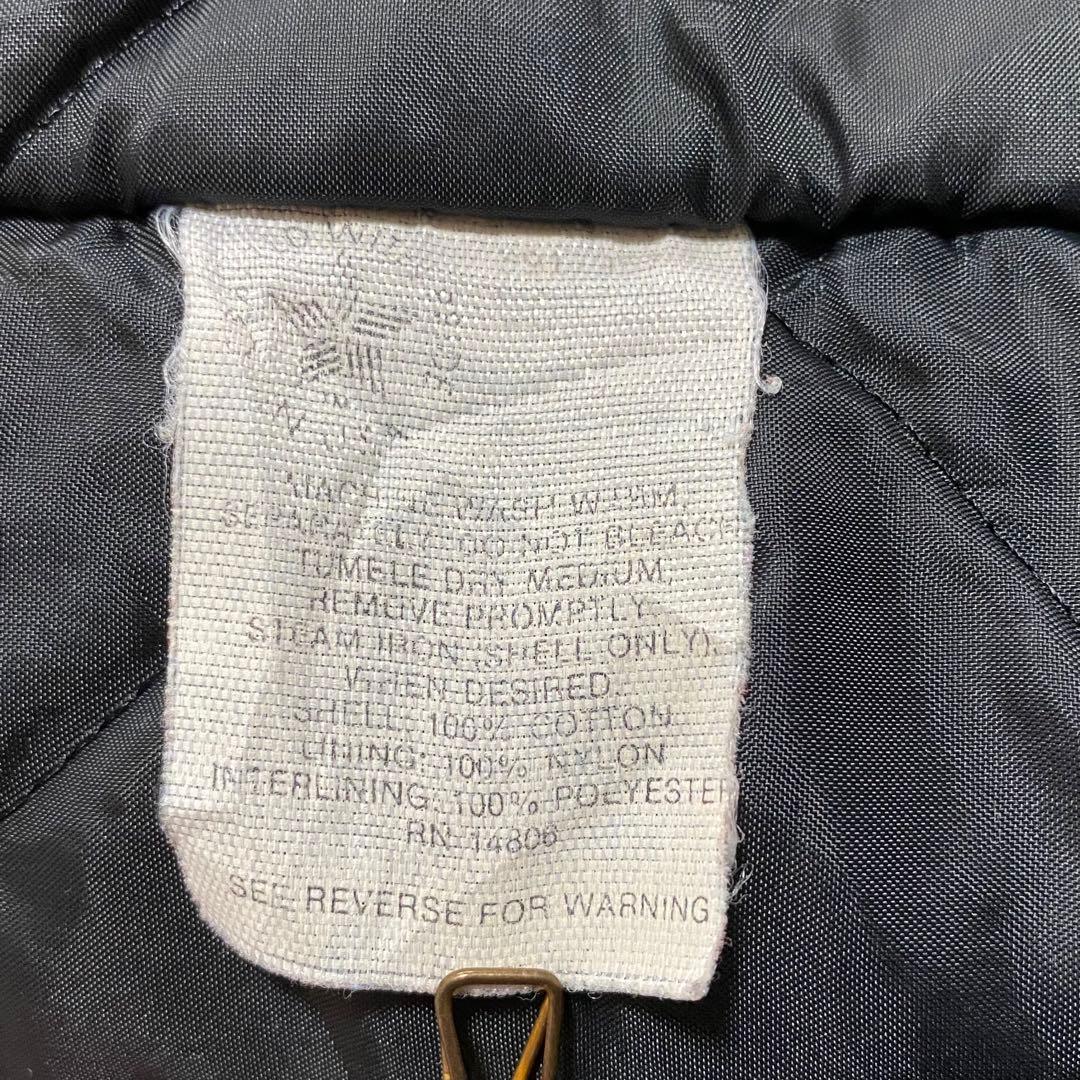 MACHINE WASH WARM
SEPARATELY. DO NOT BLEACH
TUMBLE DRY MEDIUM,
REMOVE PROMPTLY
STEAM IRON (SHELL ONLY),
WHEN DESIRED.
SHELL: 100% COTTON
LINING: 100% NYLON
INTERLINING: 100% POLYESTER
RN 14806
SEE REVERSE FOR WARNING